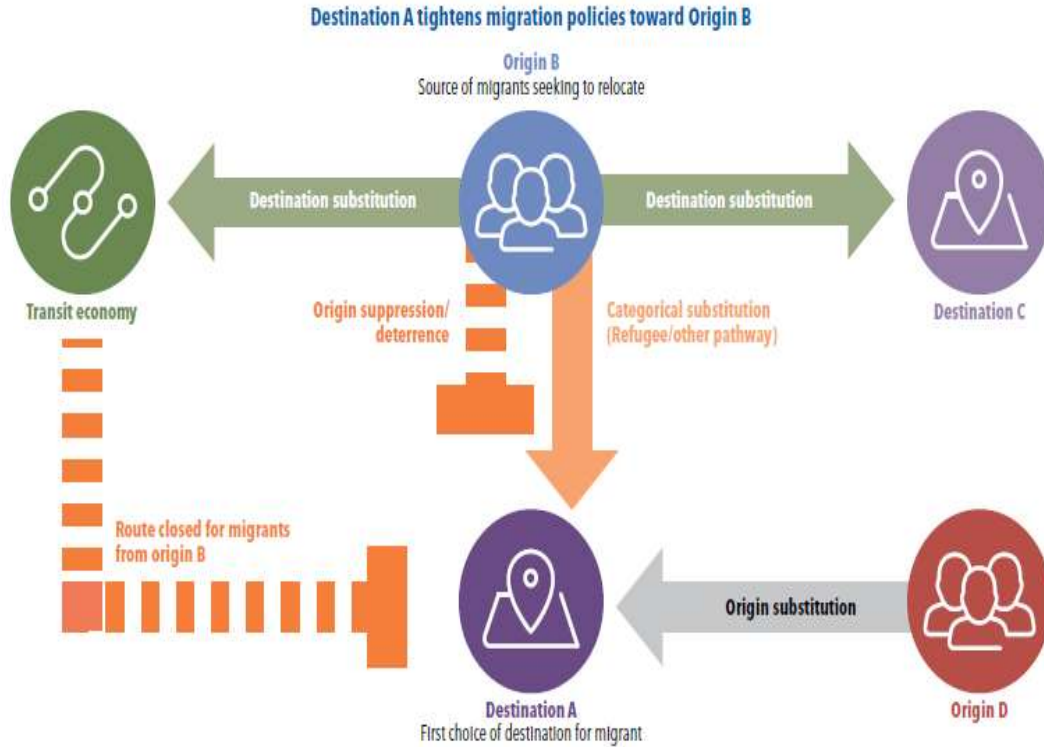 Destination A tightens migration policies toward Origin B
Origin B
Source of migrants seeking to relocate
Destination substitution
Destination substitution
Transit economy
Destination C
Origin suppression/
deterrence
Categorical substitution
(Refugee/other pathway)
Route closed for migrants
from origin B
Origin substitution
Destination A
First choice of destination for migrant
Origin D